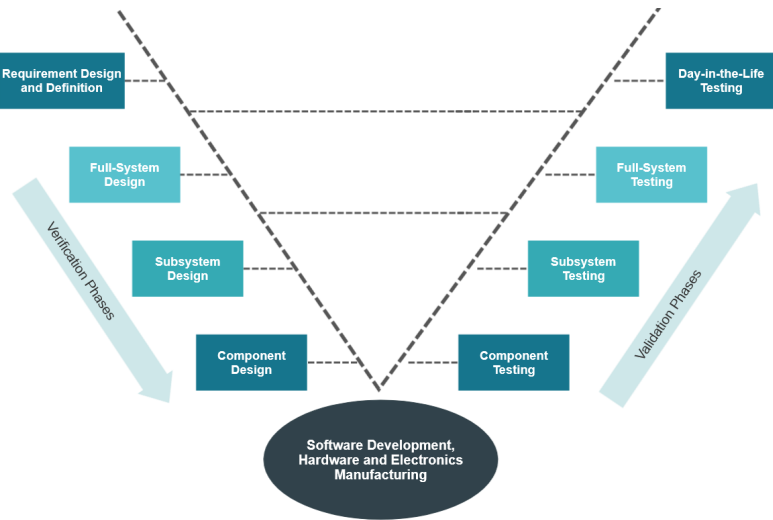 Requirement Design
and Definition
Day-in-the-Life
Testing
Full-System
Design
Full-System
Testing
Verification Phases
Subsystem
Design
Subsystem
Testing
Validation Phases
Component
Design
Component
Testing
Software Development,
Hardware and Electronics
Manufacturing